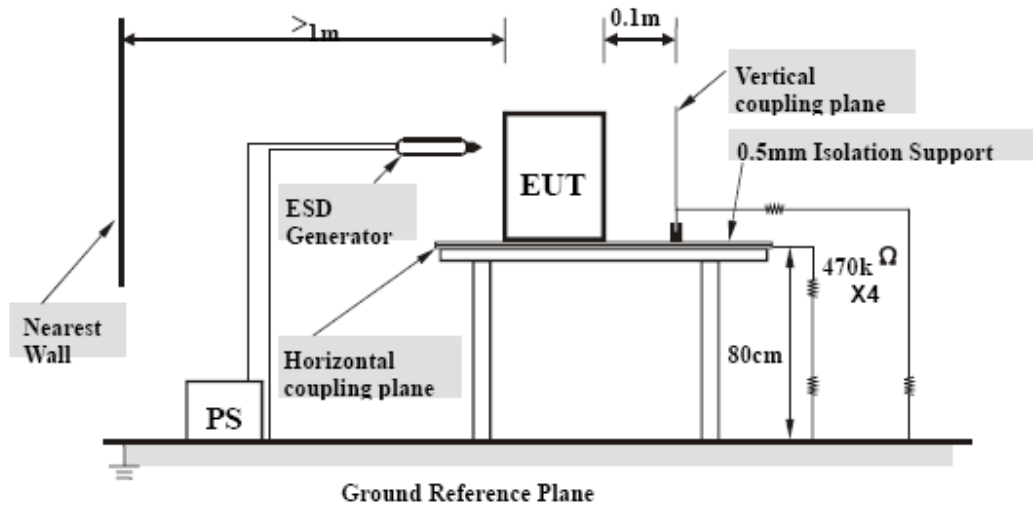 >1m
0.1m
Vertical
coupling plane
0.5mm Isolation Support
EUT
ESD
Generator
470k Ω
X4
Nearest
Wall
Horizontal
coupling plane
80cm
PS
Ground Reference Plane